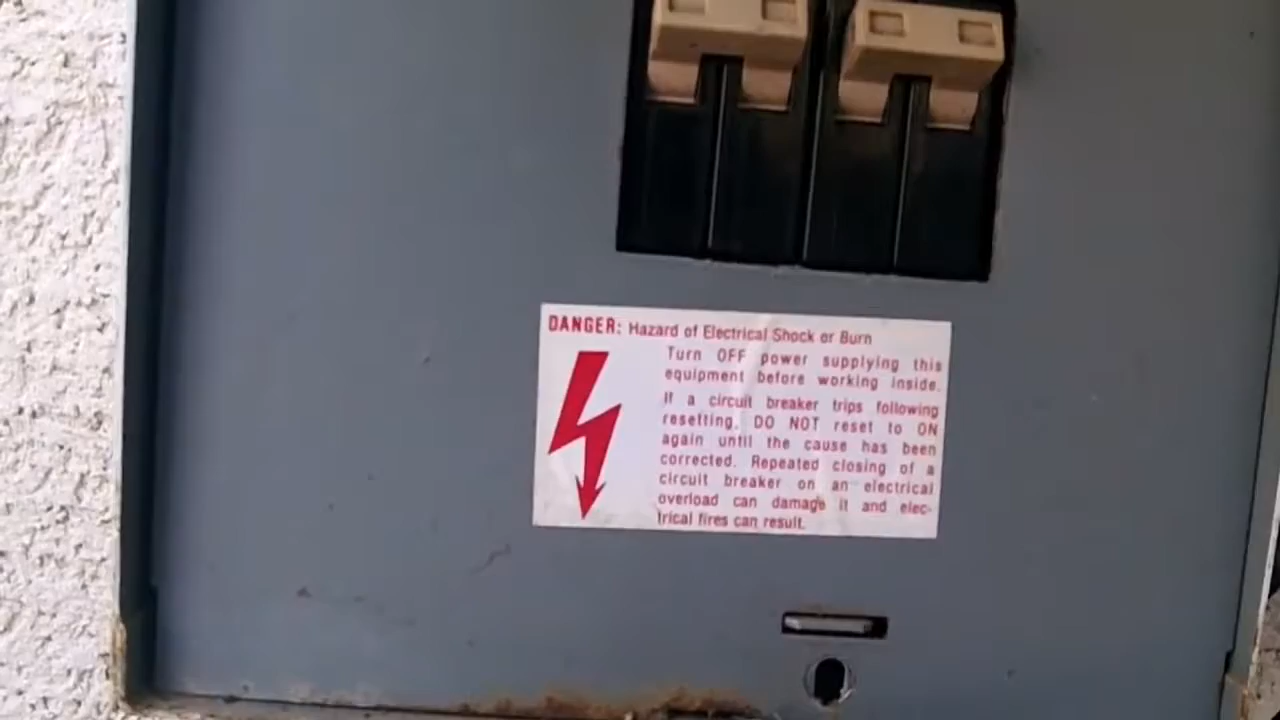 DANGER: Hazard of Electrical Shock or Burn
Turn OFF power supplying this
equipment before working inside.
If a circuit breaker trips following
resetting, DO NOT reset to ON
again until the cause has been
corrected. Repeated closing of a
circuit breaker on an electrical
overload can damage it and elec-
trical fires can result.